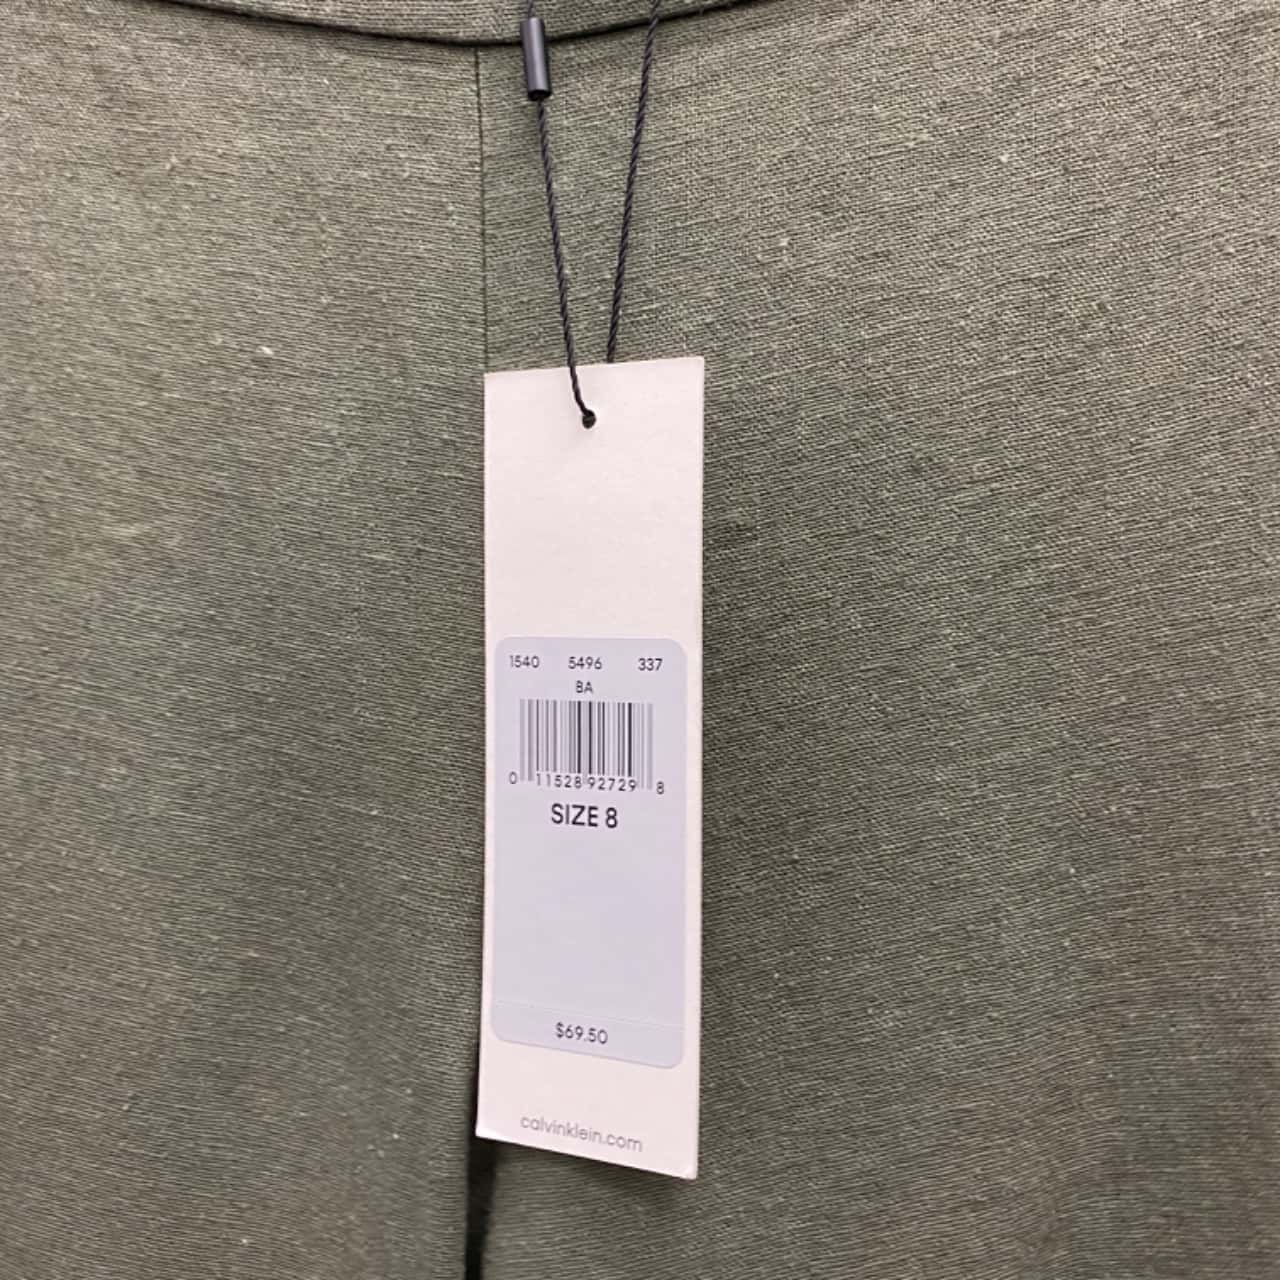 1540 5496 337
BA
0 11528 92729 8
SIZE 8
$69.50
calvinklein.com